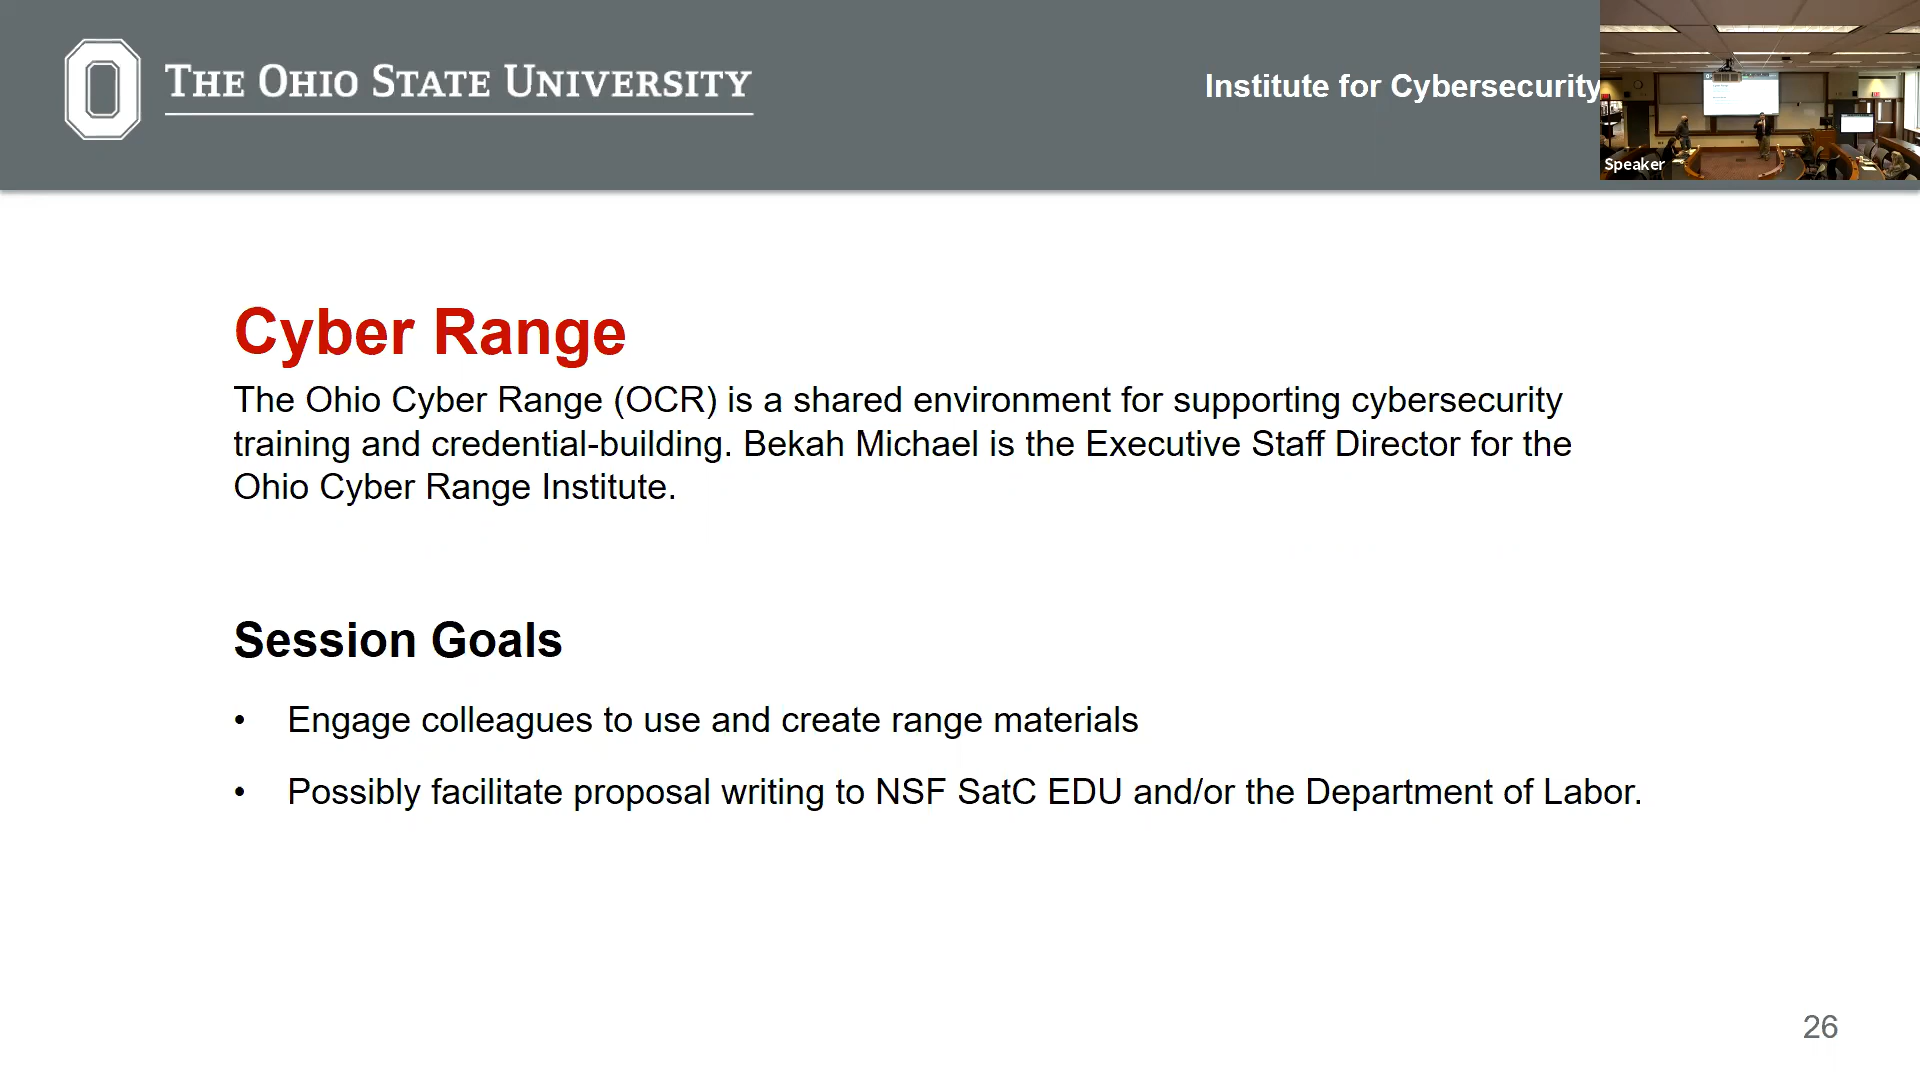 THE OHIO STATE UNIVERSITY
Institute for Cybersecurity
Speaker
Cyber Range
The Ohio Cyber Range (OCR) is a shared environment for supporting cybersecurity
training and credential-building. Bekah Michael is the Executive Staff Director for the
Ohio Cyber Range Institute.
Session Goals
• Engage colleagues to use and create range materials
• Possibly facilitate proposal writing to NSF SatC EDU and/or the Department of Labor.
26